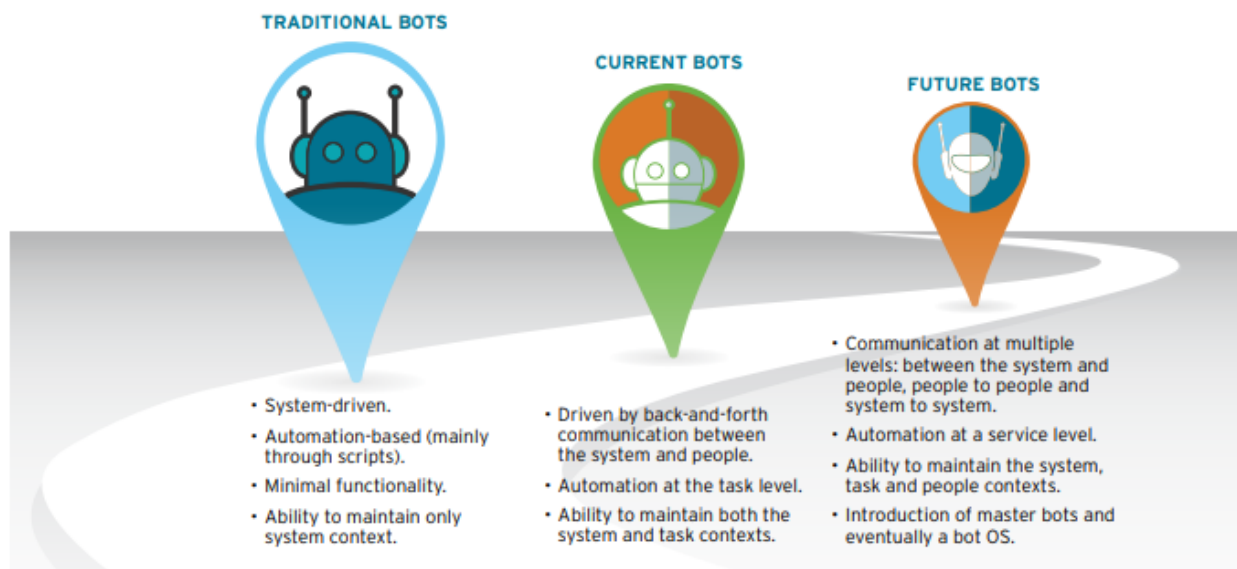 TRADITIONAL BOTS
• System-driven.
• Automation-based (mainly
through scripts).
• Minimal functionality.
• Ability to maintain only
system context.
CURRENT BOTS
• Driven by back-and-forth
communication between
the system and people.
• Automation at the task level.
• Ability to maintain both the
system and task contexts.
FUTURE BOTS
• Communication at multiple
levels: between the system and
people, people to people and
system to system.
• Automation at a service level.
• Ability to maintain the system,
task and people contexts.
• Introduction of master bots and
eventually a bot OS.